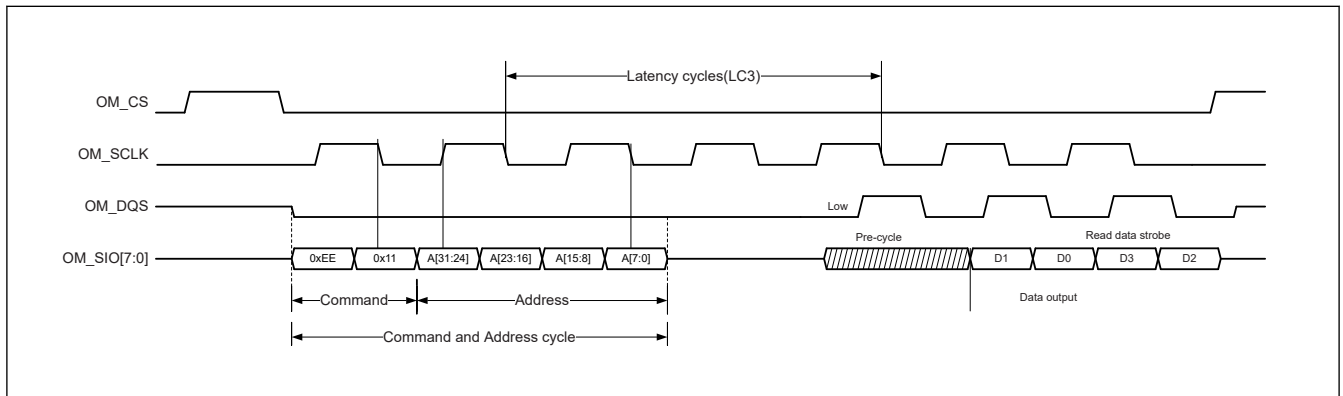 Latency cycles(LC3)
OM_CS
OM_SCLK
OM_DQS
Low
Pre-cycle
Read data strobe
OM_SIO[7:0]
0xEE 0x11 A[31:24] A[23:16] A[15:8] A[7:0] D1 D0 D3 D2
Command Address
Data output
Command and Address cycle